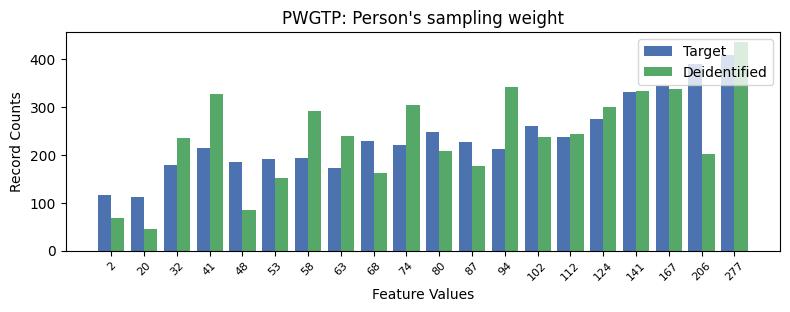 PWGTP: Person's sampling weight
Target
Deidentified
Record Counts
400
300
200
100
0
2 20 32 41 48 53 58 63 68 74 80 87 94 102 112 124 141 167 206 277
Feature Values